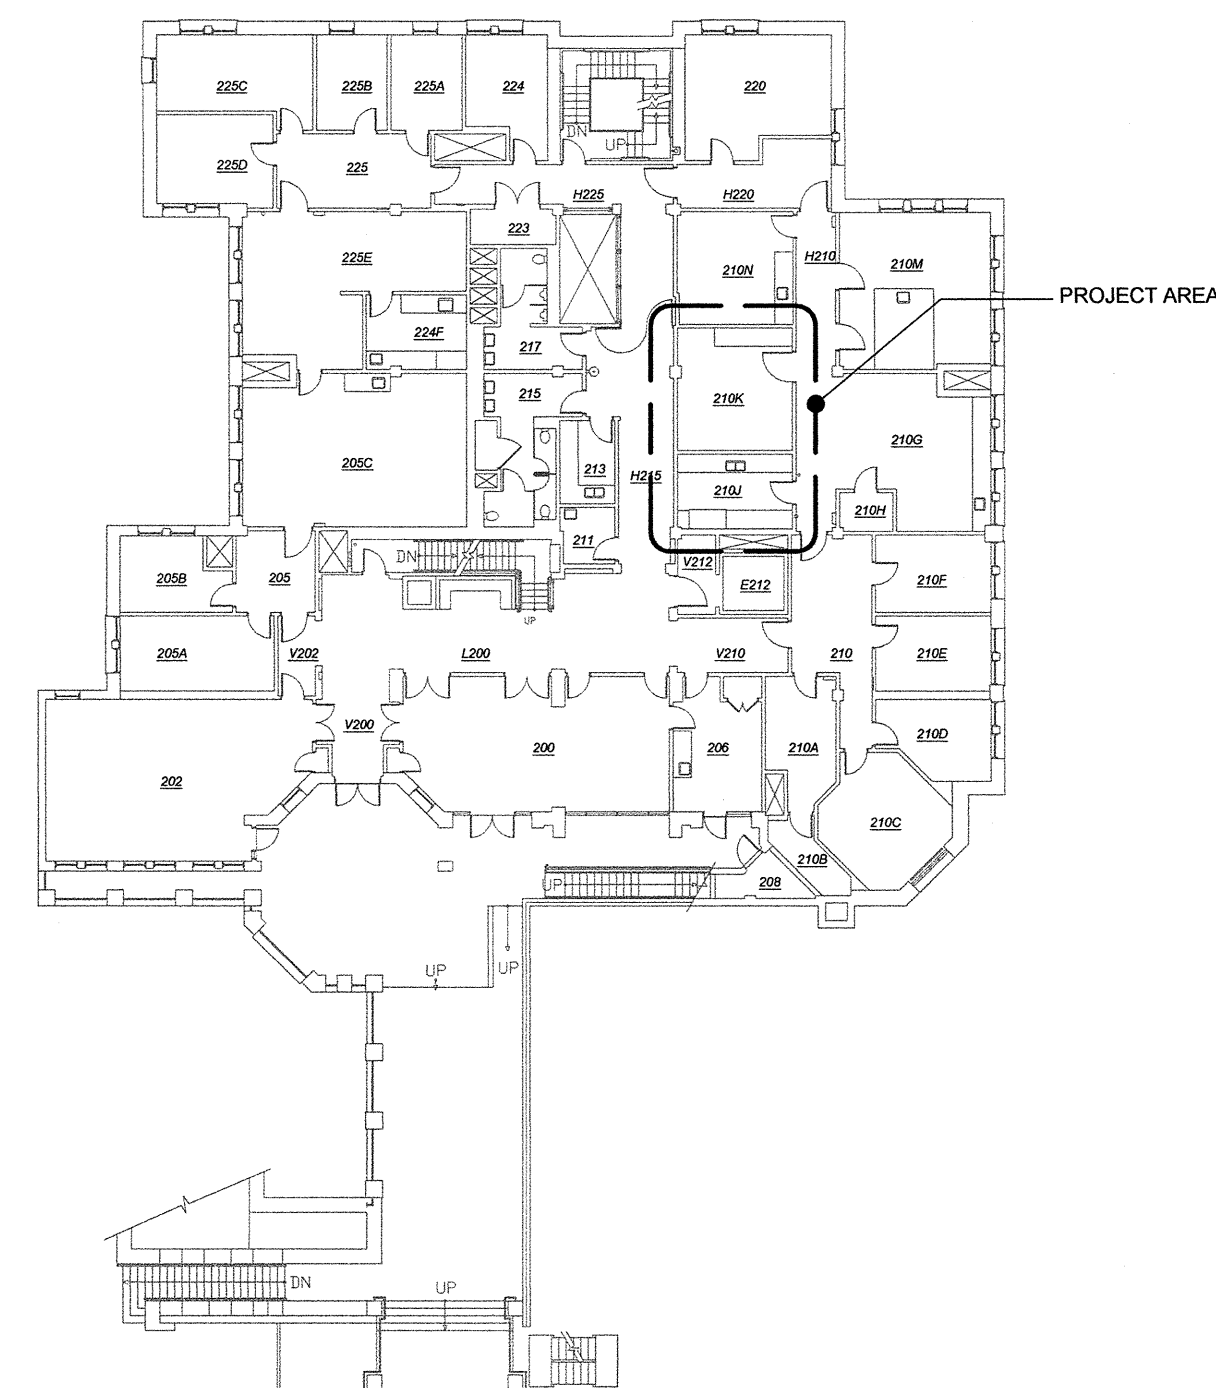 225C
225B
225A
224
220
DN
UP
225D
225
H225
H220
223
225E
210N
H210
210M
PROJECT AREA
224F
217
215
210K
210G
205C
213
H215
210J
210H
211
DN
V212
E212
205B
205
210F
UP
205A
V202
L200
V210
210
210E
V200
200
206
210A
210D
202
210C
210B
UP
208
UP
UP
DN
UP